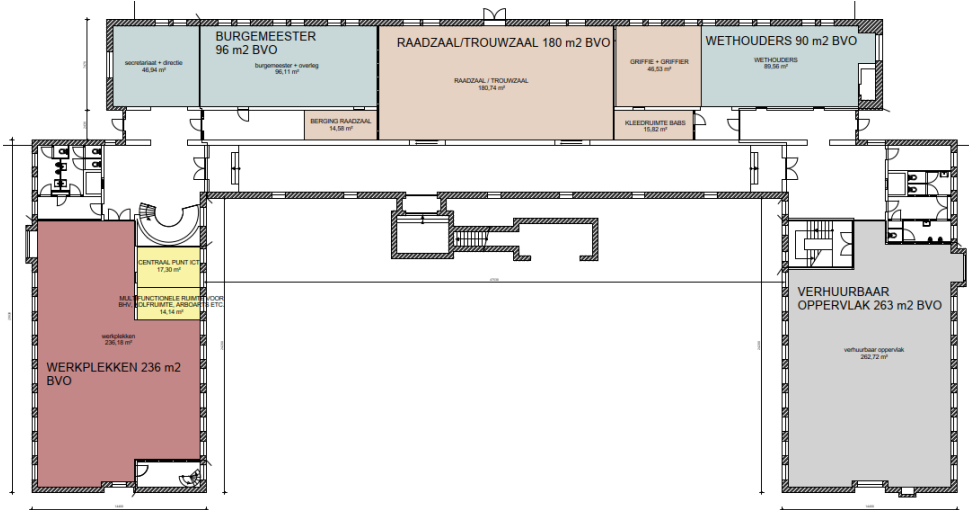 BURGEMEESTER
96 m2 BVO
RAADZAAL/TROUWZAAL 180 m2 BVO
WETHOUDERS 90 m2 BVO
secretariaat + directie
46,94 m²
burgemeester + overleg
96,11 m²
RAADZAAL / TROUWZAAL
180,74 m²
GRIFFIE + GRIFFIER
48,53 m²
WETHOUDERS
89,56 m²
BERGING RAADZAAL
14,58 m²
KLEEDRUIMTE BABS
15,82 m²
CENTRAAL PUNT ICT
17,30 m²
MULTIFUNCTIONELE RUIMTE VOOR
BHV, KOLFRUIMTE, ARBOARTS ETC.
14,14 m²
werkplekken
236,18 m²
WERKPLEKKEN 236 m2
BVO
VERHUURBAAR
OPPERVLAK 263 m2 BVO
verhuurbaar oppervlak
262,72 m²